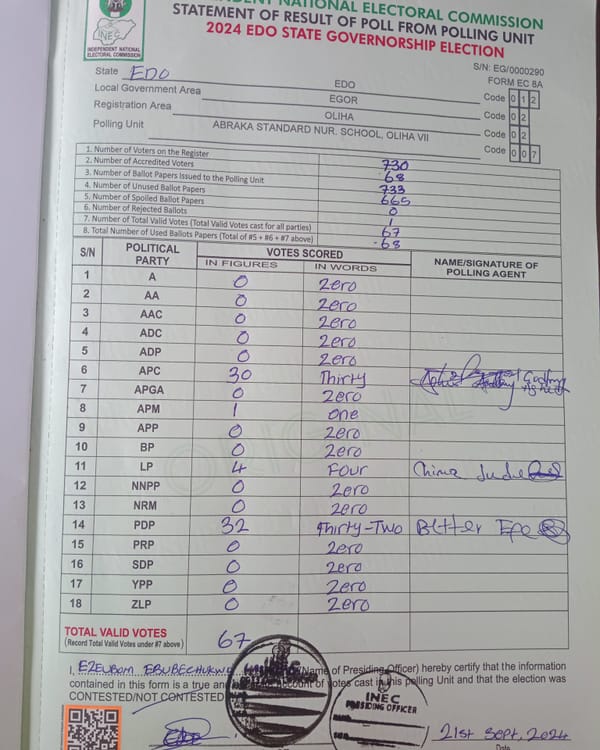 INDEPENDENT NATIONAL ELECTORAL COMMISSION
STATEMENT OF RESULT OF POLL FROM POLLING UNIT
2024 EDO STATE GOVERNORSHIP ELECTION
INEC
INDEPENDENT NATIONAL ELECTORAL COMMISSION
S/N: EG/0000290
FORM EC 8A
State EDO EDO Code 0 1 2
Local Government Area EGOR Code 0 2
Registration Area OLIHA Code 0 2
Polling Unit ABRAKA STANDARD NUR. SCHOOL, OLIHA VII Code 0 0 7
1. Number of Voters on the Register 730
2. Number of Accredited Voters 68
3. Number of Ballot Papers Issued to the Polling Unit 733
4. Number of Unused Ballot Papers 665
5. Number of Spoiled Ballot Papers 0
6. Number of Rejected Ballots 1
7. Number of Total Valid Votes (Total Valid Votes cast for all parties) 67
8. Total Number of Used Ballots Papers (Total of #5 + #6 + #7 above) 68
S/N POLITICAL PARTY VOTES SCORED NAME/SIGNATURE OF POLLING AGENT
IN FIGURES IN WORDS
1 A 0 Zero
2 AA 0 Zero
3 AAC 0 Zero
4 ADC 0 Zero
5 ADP 0 Zero
6 APC 30 Thirty
7 APGA 0 Zero
8 APM 1 one
9 APP 0 Zero
10 BP 0 Zero
11 LP 4 Four Chima Jude
12 NNPP 0 Zero
13 NRM 0 Zero
14 PDP 32 Thirty-Two
15 PRP 0 Zero
16 SDP 0 Zero
17 YPP 0 Zero
18 ZLP 0 Zero
ORIGINAL
TOTAL VALID VOTES 67
(Record Total Valid Votes under #7 above)
I, EZEUBOM EBUBECHUKWU (Name of Presiding Officer) hereby certify that the information
contained in this form is a true and account of votes cast in this polling Unit and that the election was
CONTESTED/NOT CONTESTED
INEC
PRESIDING OFFICER
21st Sept, 2024
Date